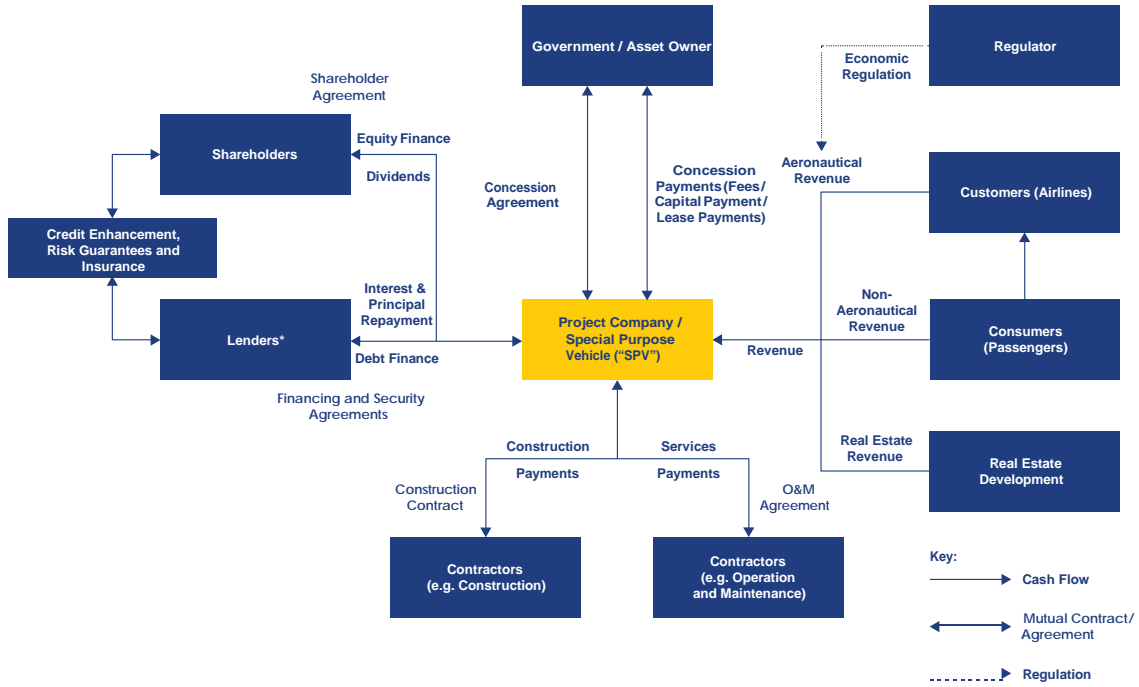 Government / Asset Owner
Regulator
Economic
Regulation
Shareholder
Agreement
Shareholders
Equity Finance
Dividends
Concession
Agreement
Concession
Payments (Fees/
Capital Payment/
Lease Payments)
Aeronautical
Revenue
Customers (Airlines)
Credit Enhancement,
Risk Guarantees and
Insurance
Interest &
Principal
Repayment
Lenders*
Debt Finance
Financing and Security
Agreements
Project Company /
Special Purpose
Vehicle ("SPV")
Revenue
Non-
Aeronautical
Revenue
Consumers
(Passengers)
Real Estate
Revenue
Real Estate
Development
Construction
Payments
Services
Payments
Construction
Contract
O&M
Agreement
Contractors
(e.g. Construction)
Contractors
(e.g. Operation
and Maintenance)
Key:
Cash Flow
Mutual Contract/
Agreement
Regulation